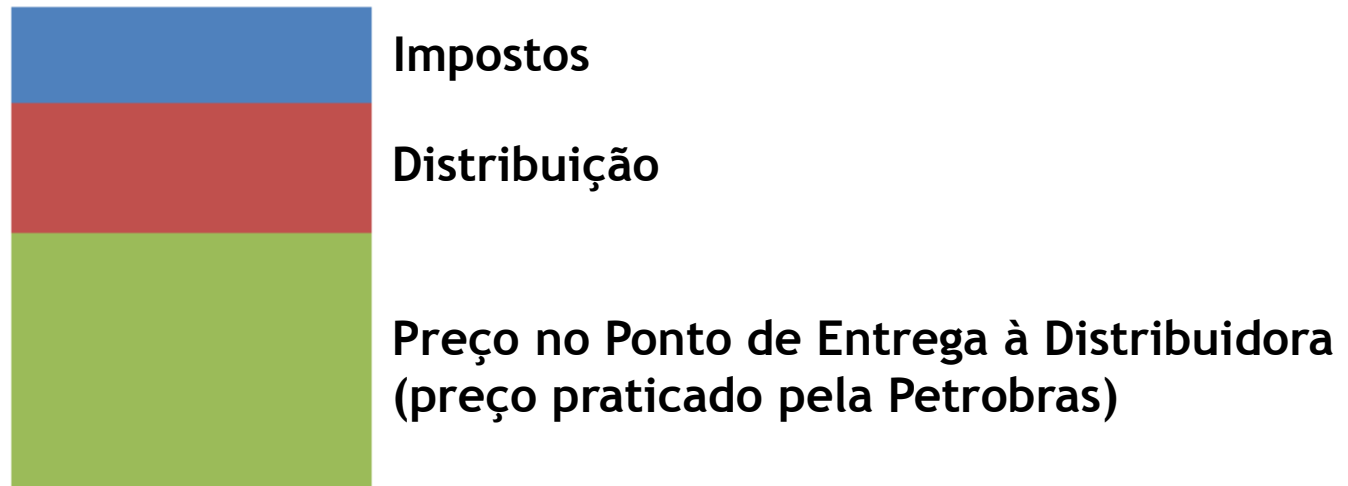 Impostos
Distribuição
Preço no Ponto de Entrega à Distribuidora
(preço praticado pela Petrobras)